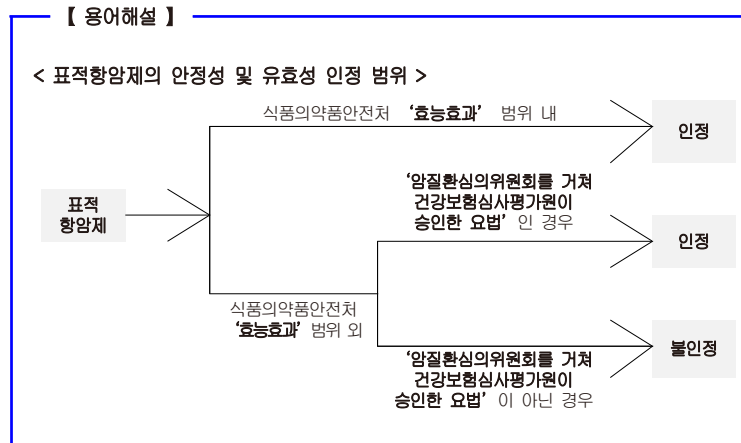 【 용어해설 】
< 표적항암제의 안정성 및 유효성 인정 범위 >
식품의약품안전처 ‘효능효과’ 범위 내
인정
‘암질환심의위원회를 거쳐
건강보험심사평가원이
승인한 요법’ 인 경우
표적
항암제
인정
식품의약품안전처
‘효능효과’ 범위 외
불인정
‘암질환심의위원회를 거쳐
건강보험심사평가원이
승인한 요법’ 이 아닌 경우